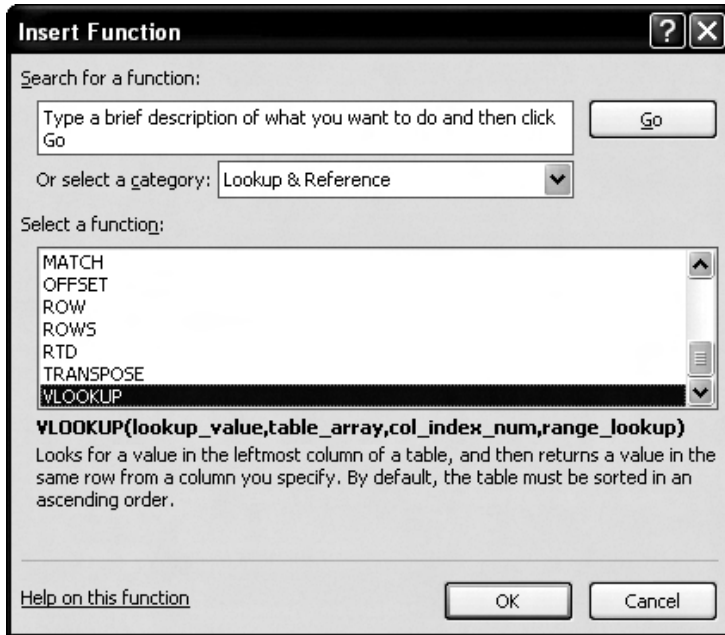 Insert Function
Search for a function:
Type a brief description of what you want to do and then click
Go
Go
Or select a category: Lookup & Reference
Select a function:
MATCH
OFFSET
ROW
ROWS
RTD
TRANSPOSE
VLOOKUP
VLOOKUP(lookup_value,table_array,col_index_num,range_lookup)
Looks for a value in the leftmost column of a table, and then returns a value in the
same row from a column you specify. By default, the table must be sorted in an
ascending order.
Help on this function
OK
Cancel